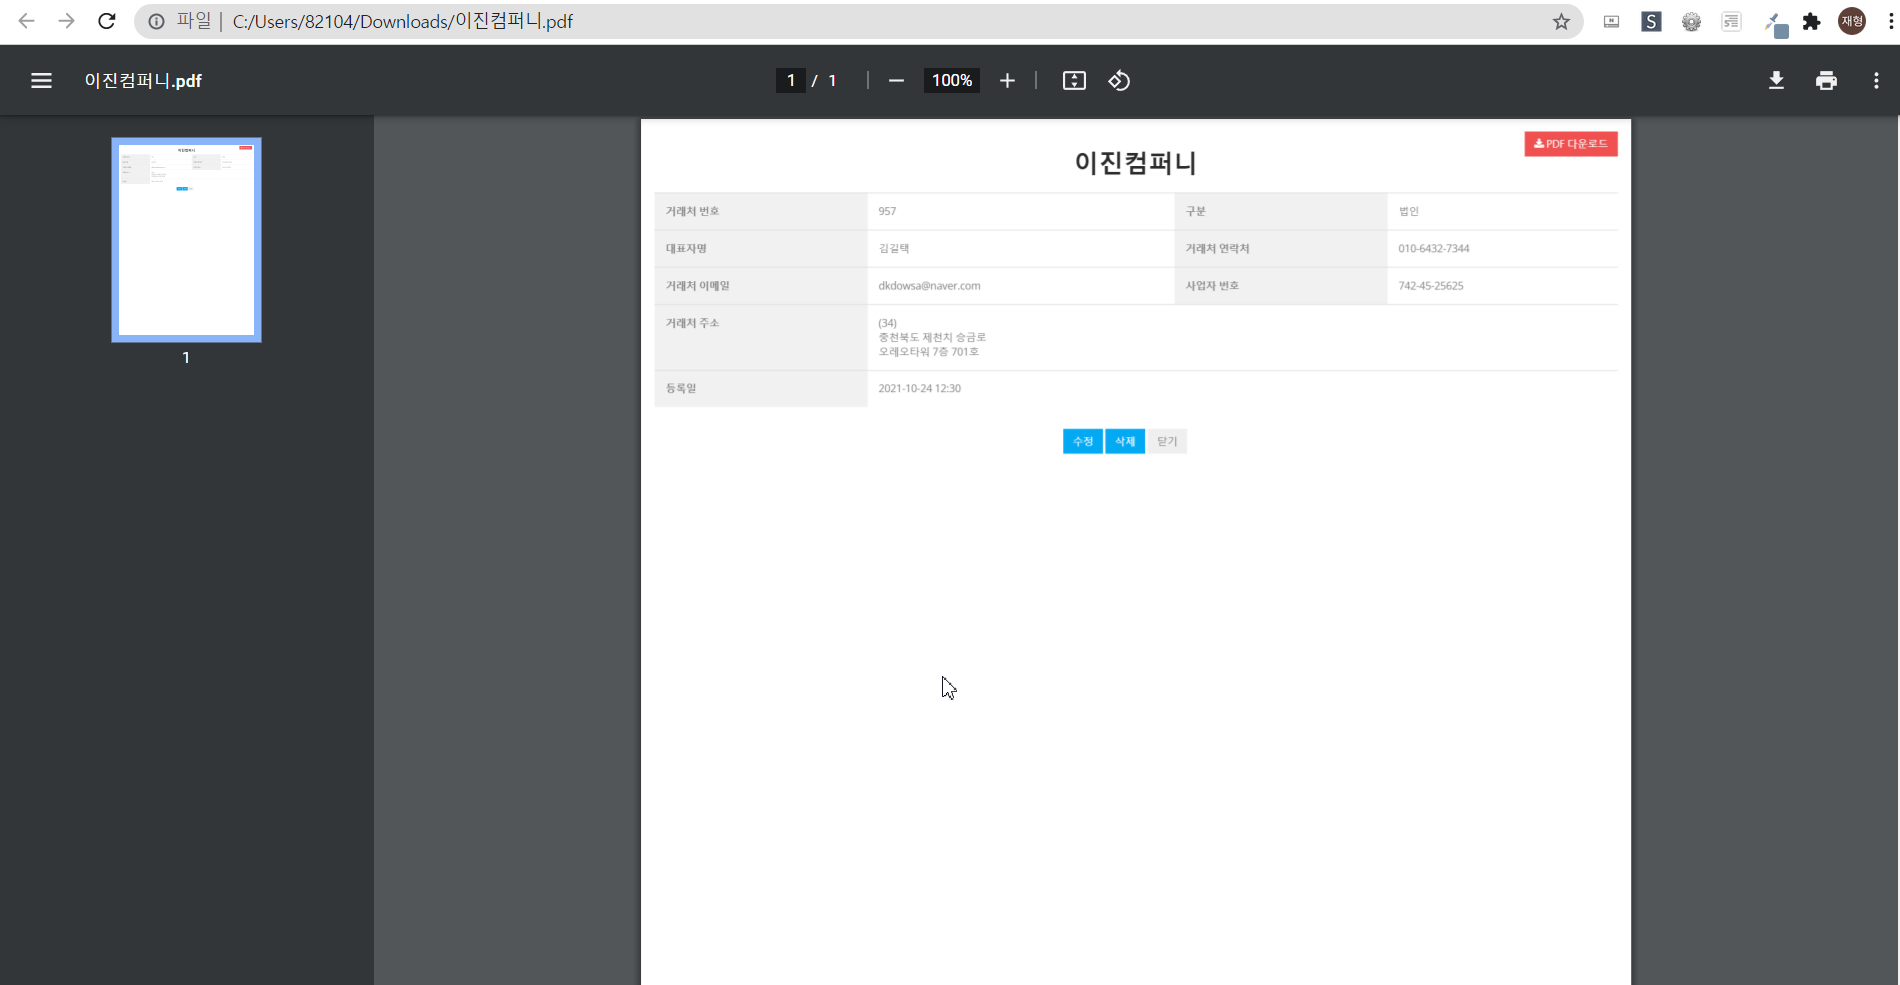 파일 | C:/Users/82104/Downloads/이진컴퍼니.pdf
S
재형
이진컴퍼니.pdf
1 / 1
100%
1
PDF 다운로드
이진컴퍼니
거래처 번호 957 구분 법인
대표자명 김길택 거래처 연락처 010-6432-7344
거래처 이메일 dkdowsa@naver.com 사업자 번호 742-45-25625
거래처 주소 (34)
충천북도 제천치 승금로
오레오타워 7층 701호
등록일 2021-10-24 12:30
수정 삭제 닫기